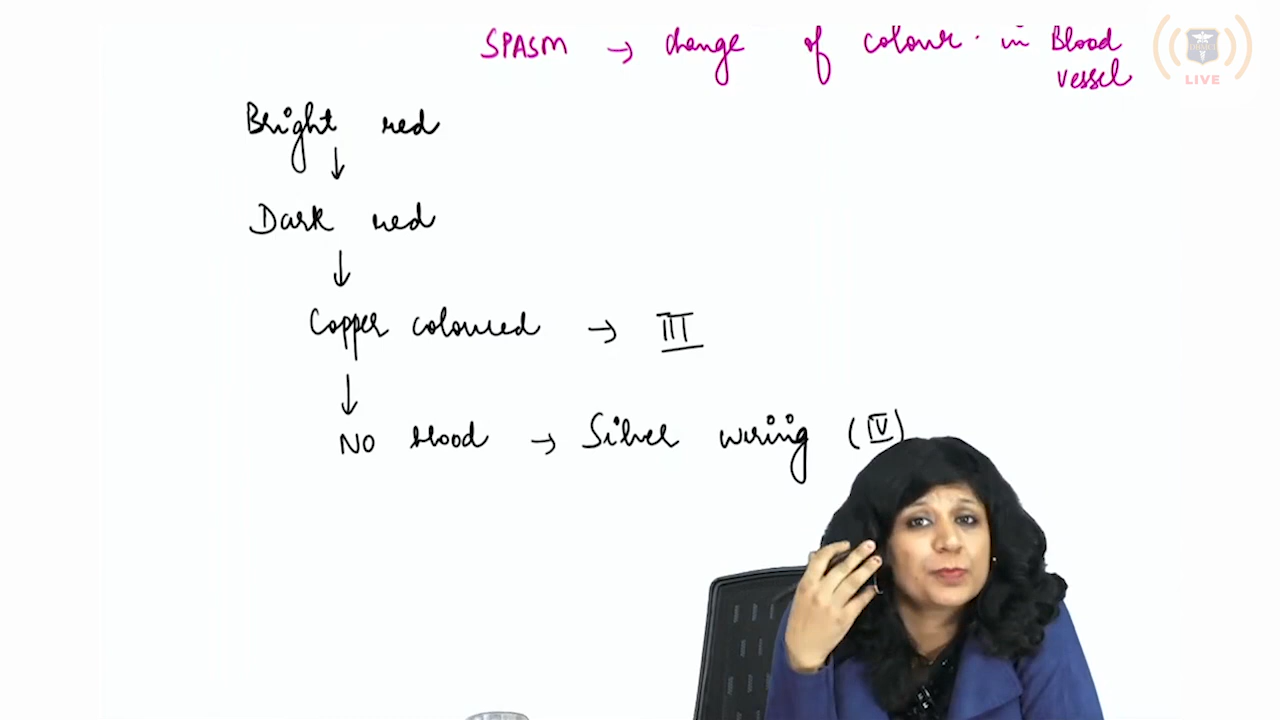 SPASM → change of colour in Blood
vessel
LIVE
Bright red
↓
Dark red
↓
Copper coloured → III
↓
NO blood → Silver wiring (IV)